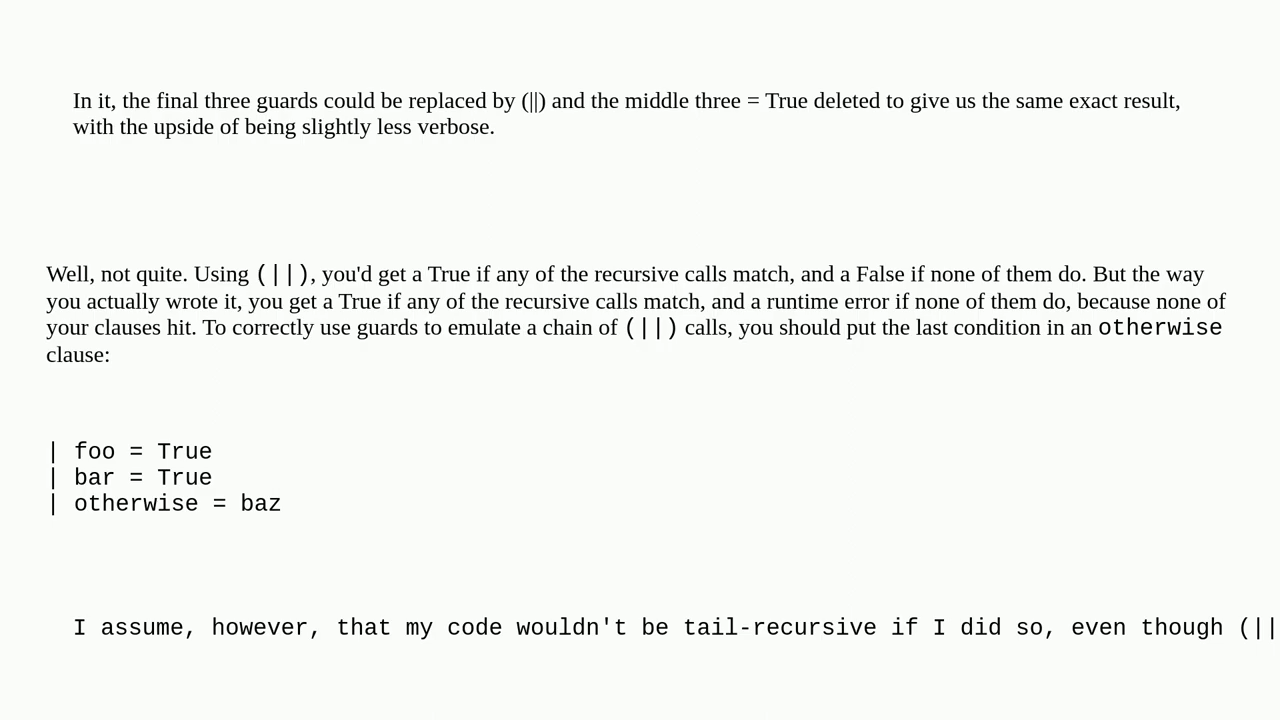 In it, the final three guards could be replaced by (||) and the middle three = True deleted to give us the same exact result,
with the upside of being slightly less verbose.
Well, not quite. Using (||), you'd get a True if any of the recursive calls match, and a False if none of them do. But the way
you actually wrote it, you get a True if any of the recursive calls match, and a runtime error if none of them do, because none of
your clauses hit. To correctly use guards to emulate a chain of (||) calls, you should put the last condition in an otherwise
clause:
| foo = True
| bar = True
| otherwise = baz
I assume, however, that my code wouldn't be tail-recursive if I did so, even though (||